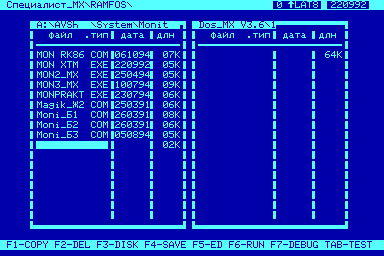 Специалист_MX\RAMFOS\ 0 ↑LAT8 220992
A:\AVSh \System\Monit Dos_MX V3.6\1
файл .тип дата длн файл .тип дата длн
MON RK86 COM 061094 07K 64K
MON XTM EXE 220992 05K
MON2_MX EXE 250494 06K
MON3_MX EXE 100794 09K
MONPRAKT EXE 230794 06K
Magik_Ж2 COM 250391 06K
Moni_Б1 COM 260391 08K
Moni_Б2 COM 260391 05K
Moni_Б3 COM 050894 05K
02K
F1-COPY F2-DEL F3-DISK F4-SAVE F5-ED F6-RUN F7-DEBUG TAB-TEST